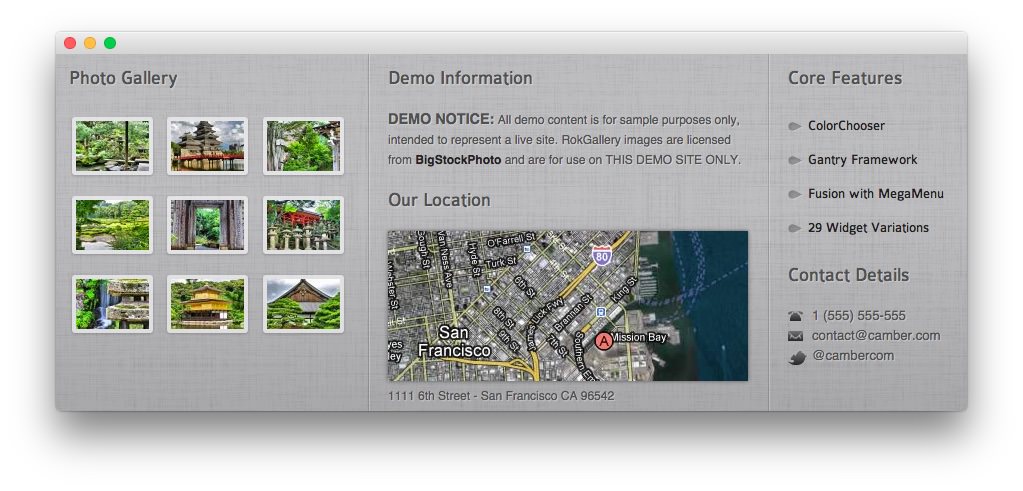 Photo Gallery
Demo Information
DEMO NOTICE: All demo content is for sample purposes only,
intended to represent a live site. RokGallery images are licensed
from BigStockPhoto and are for use on THIS DEMO SITE ONLY.
Our Location
O'Farrell St
Turk St
Hyde St
Van Ness Ave
Gough St
80
6th St
8th St
9th St
7th St
Brannan St
King St
San
Francisco
A
Mission Bay
1111 6th Street - San Francisco CA 96542
Core Features
ColorChooser
Gantry Framework
Fusion with MegaMenu
29 Widget Variations
Contact Details
1 (555) 555-555
contact@camber.com
@cambercom